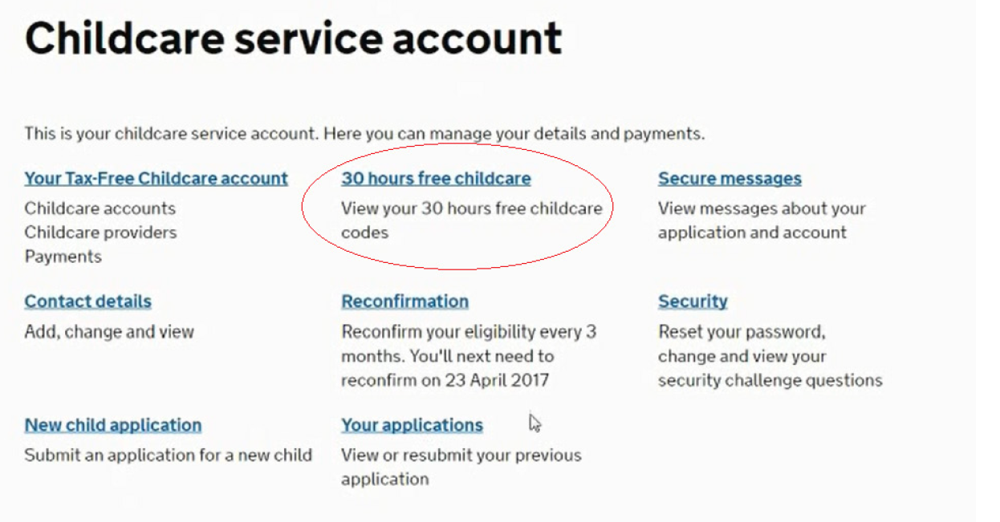 Childcare service account
This is your childcare service account. Here you can manage your details and payments.
Your Tax-Free Childcare account
Childcare accounts
Childcare providers
Payments
30 hours free childcare
View your 30 hours free childcare
codes
Secure messages
View messages about your
application and account
Contact details
Add, change and view
Reconfirmation
Reconfirm your eligibility every 3
months. You'll next need to
reconfirm on 23 April 2017
Security
Reset your password,
change and view your
security challenge questions
New child application
Submit an application for a new child
Your applications
View or resubmit your previous
application